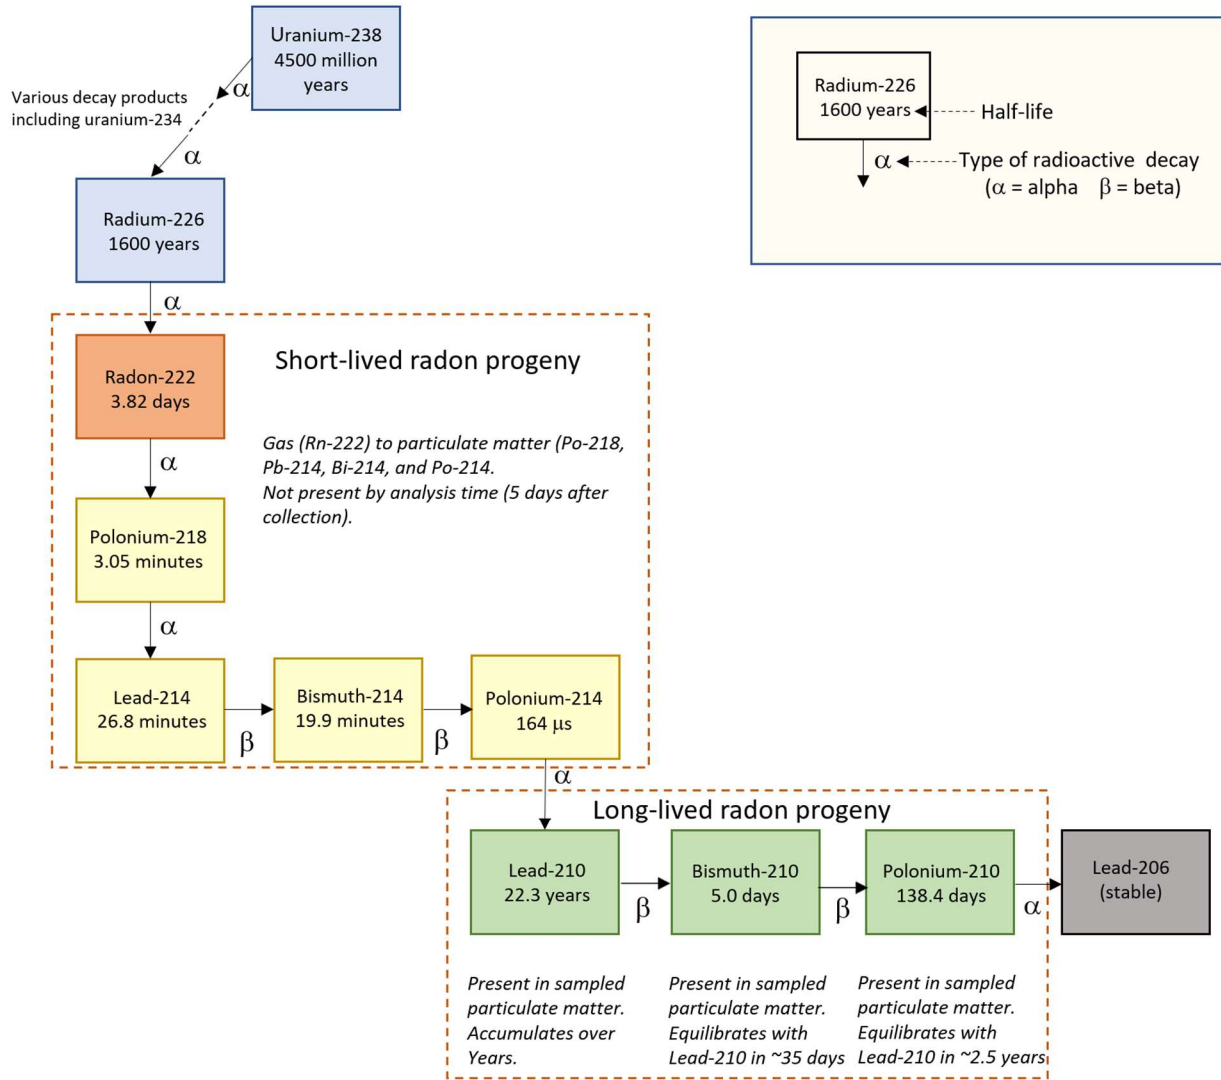 Uranium-238
4500 million
years
α
Various decay products
including uranium-234
α
Radium-226
1600 years
Half-life
α
Type of radioactive decay
(α = alpha β = beta)
Radium-226
1600 years
α
Short-lived radon progeny
Radon-222
3.82 days
Gas (Rn-222) to particulate matter (Po-218,
Pb-214, Bi-214, and Po-214.
Not present by analysis time (5 days after
collection).
α
Polonium-218
3.05 minutes
α
Lead-214
26.8 minutes
β
Bismuth-214
19.9 minutes
β
Polonium-214
164 μs
α
Long-lived radon progeny
Lead-210
22.3 years
β
Bismuth-210
5.0 days
β
Polonium-210
138.4 days
α
Lead-206
(stable)
Present in sampled
particulate matter.
Accumulates over
Years.
Present in sampled
particulate matter.
Equilibrates with
Lead-210 in ~35 days
Present in sampled
particulate matter.
Equilibrates with
Lead-210 in ~2.5 years